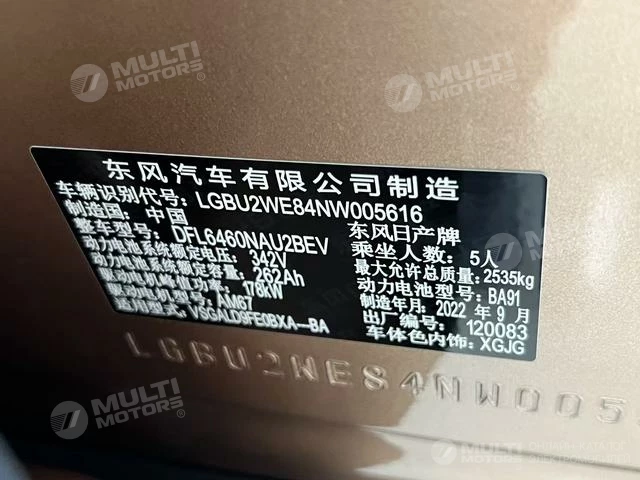 MULTI
MOTORS
MULTI
MOTORS
东风汽车有限公司制造
车辆识别代号: LGBU2WE84NW005616
制造国: 中国 东风日产牌
整车型号: DFL6460NAU2BEV 乘坐人数: 5人
动力电池系统额定电压: 342V 最大允许总质量: 2535kg
动力电池系统额定容量: 262Ah 动力电池型号: BA91
驱动电机峰值功率: 178kW 制造年月: 2022 年 9 月
驱动电机型号: AM67 出厂编号: 120083
VSGALD9FE0BXA—BA 车体色内饰: XGJG
LGBU2WE84NW005
MULTI
MOTORS
MULTI
MOTORS